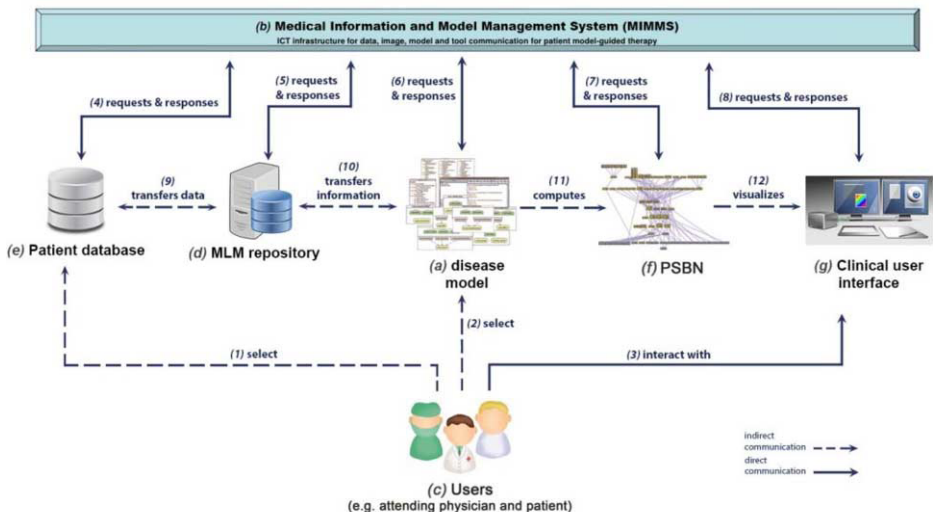 (b) Medical Information and Model Management System (MIMMS)
ICT infrastructure for data, image, model and tool communication for patient model-guided therapy
(4) requests & responses
(5) requests
& responses
(6) requests
& responses
(7) requests
& responses
(8) requests & responses
(9)
transfers data
(10)
transfers
information
(11)
computes
(12)
visualizes
(e) Patient database
(d) MLM repository
(a) disease
model
(f) PSBN
(g) Clinical user
interface
(1) select
(2) select
(3) interact with
(c) Users
(e.g. attending physician and patient)
indirect
communication
direct
communication